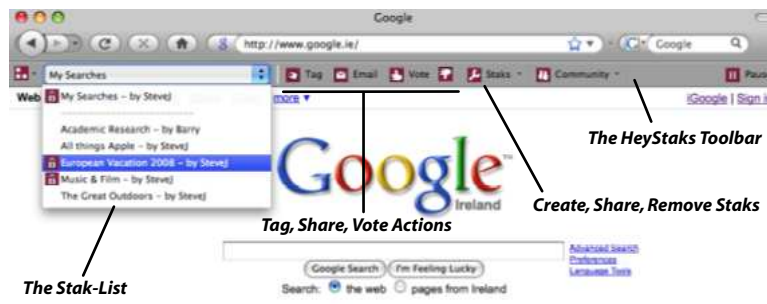 Google
http://www.google.ie/
Google
My Searches
Tag Email Vote Staks Community Paus
Web
My Searches – by SteveJ
more ▼
iGoogle | Sign i
Academic Research – by Barry
All things Apple – by SteveJ
European Vacation 2008 – by SteveJ
Music & Film – by SteveJ
The Great Outdoors – by SteveJ
The HeyStaks Toolbar
Google™
Ireland
Create, Share, Remove Staks
Tag, Share, Vote Actions
Advanced Search
Preferences
Language Tools
Google Search I'm Feeling Lucky
The Stak-List
Search: the web pages from Ireland